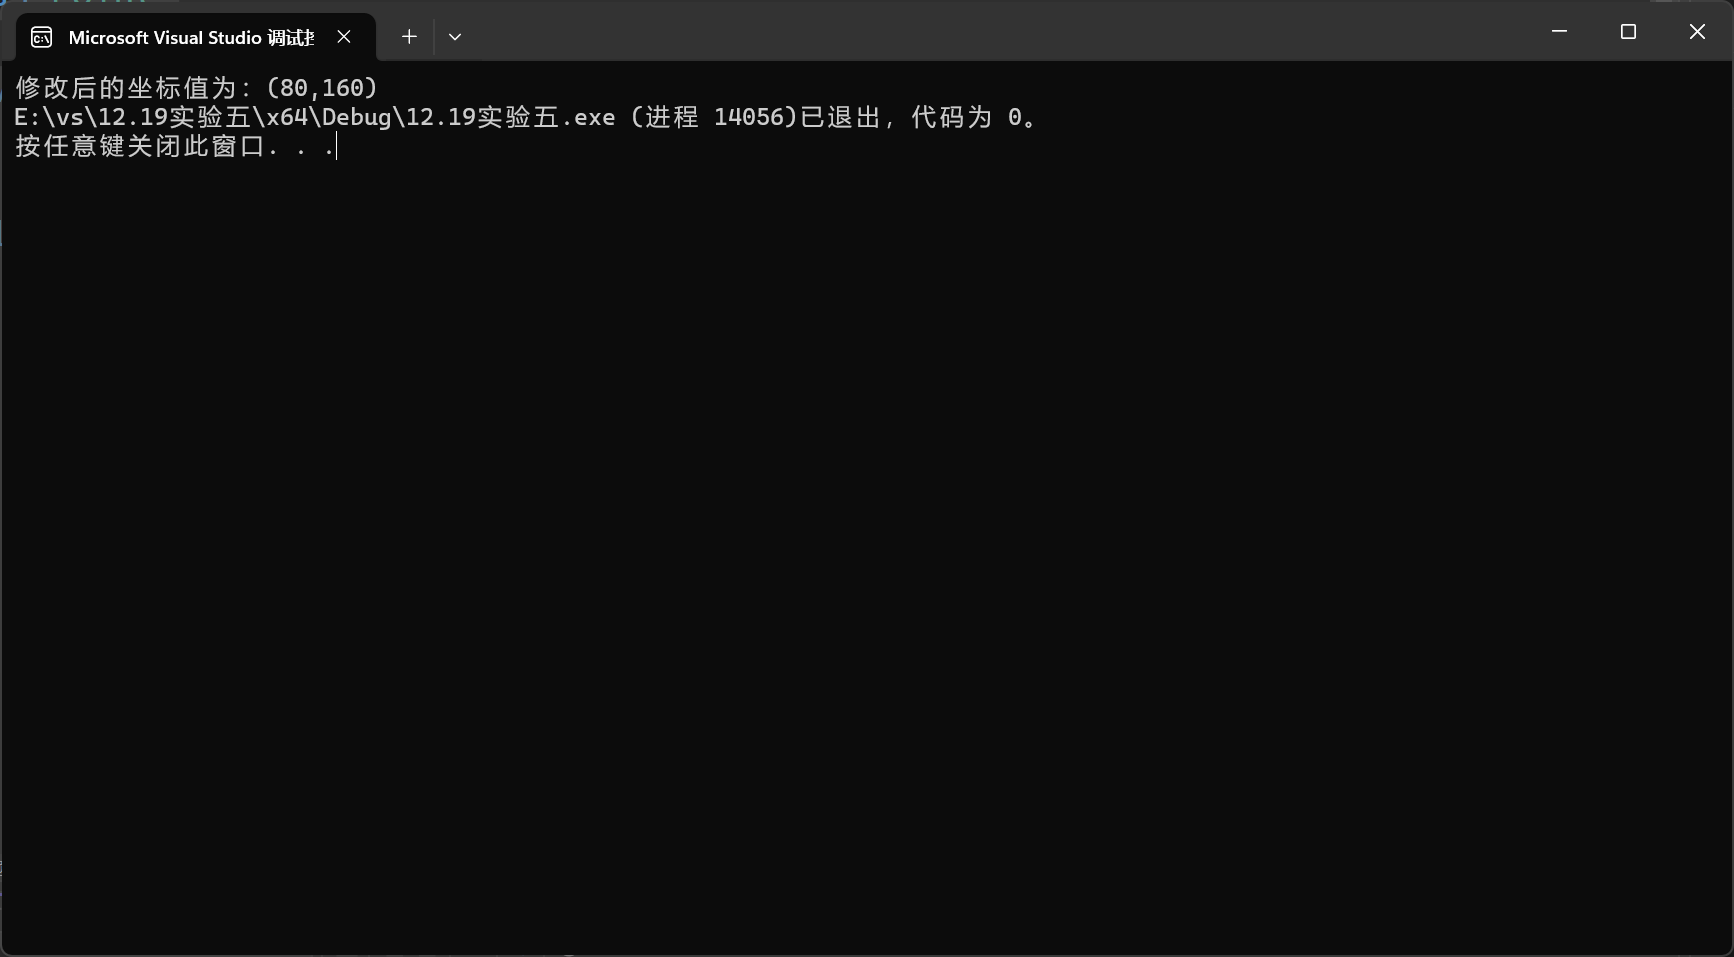 Microsoft Visual Studio 调试
修改后的坐标值为：(80,160)
E:\vs\12.19实验五\x64\Debug\12.19实验五.exe (进程 14056)已退出，代码为 0。
按任意键关闭此窗口. . .